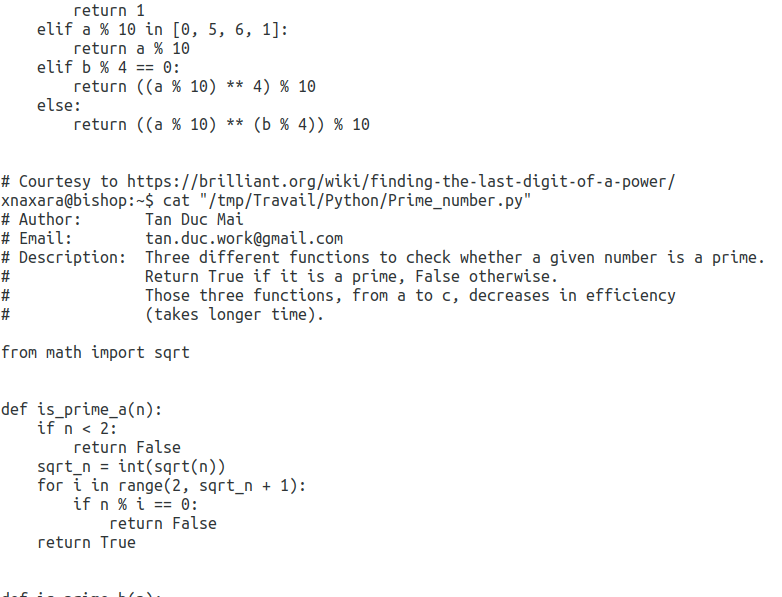 return 1
    elif a % 10 in [0, 5, 6, 1]:
        return a % 10
    elif b % 4 == 0:
        return ((a % 10) ** 4) % 10
    else:
        return ((a % 10) ** (b % 4)) % 10


# Courtesy to https://brilliant.org/wiki/finding-the-last-digit-of-a-power/
xnaxara@bishop:~$ cat "/tmp/Travail/Python/Prime_number.py"
# Author:       Tan Duc Mai
# Email:        tan.duc.work@gmail.com
# Description:  Three different functions to check whether a given number is a prime.
#               Return True if it is a prime, False otherwise.
#               Those three functions, from a to c, decreases in efficiency
#               (takes longer time).

from math import sqrt


def is_prime_a(n):
    if n < 2:
        return False
    sqrt_n = int(sqrt(n))
    for i in range(2, sqrt_n + 1):
        if n % i == 0:
            return False
    return True